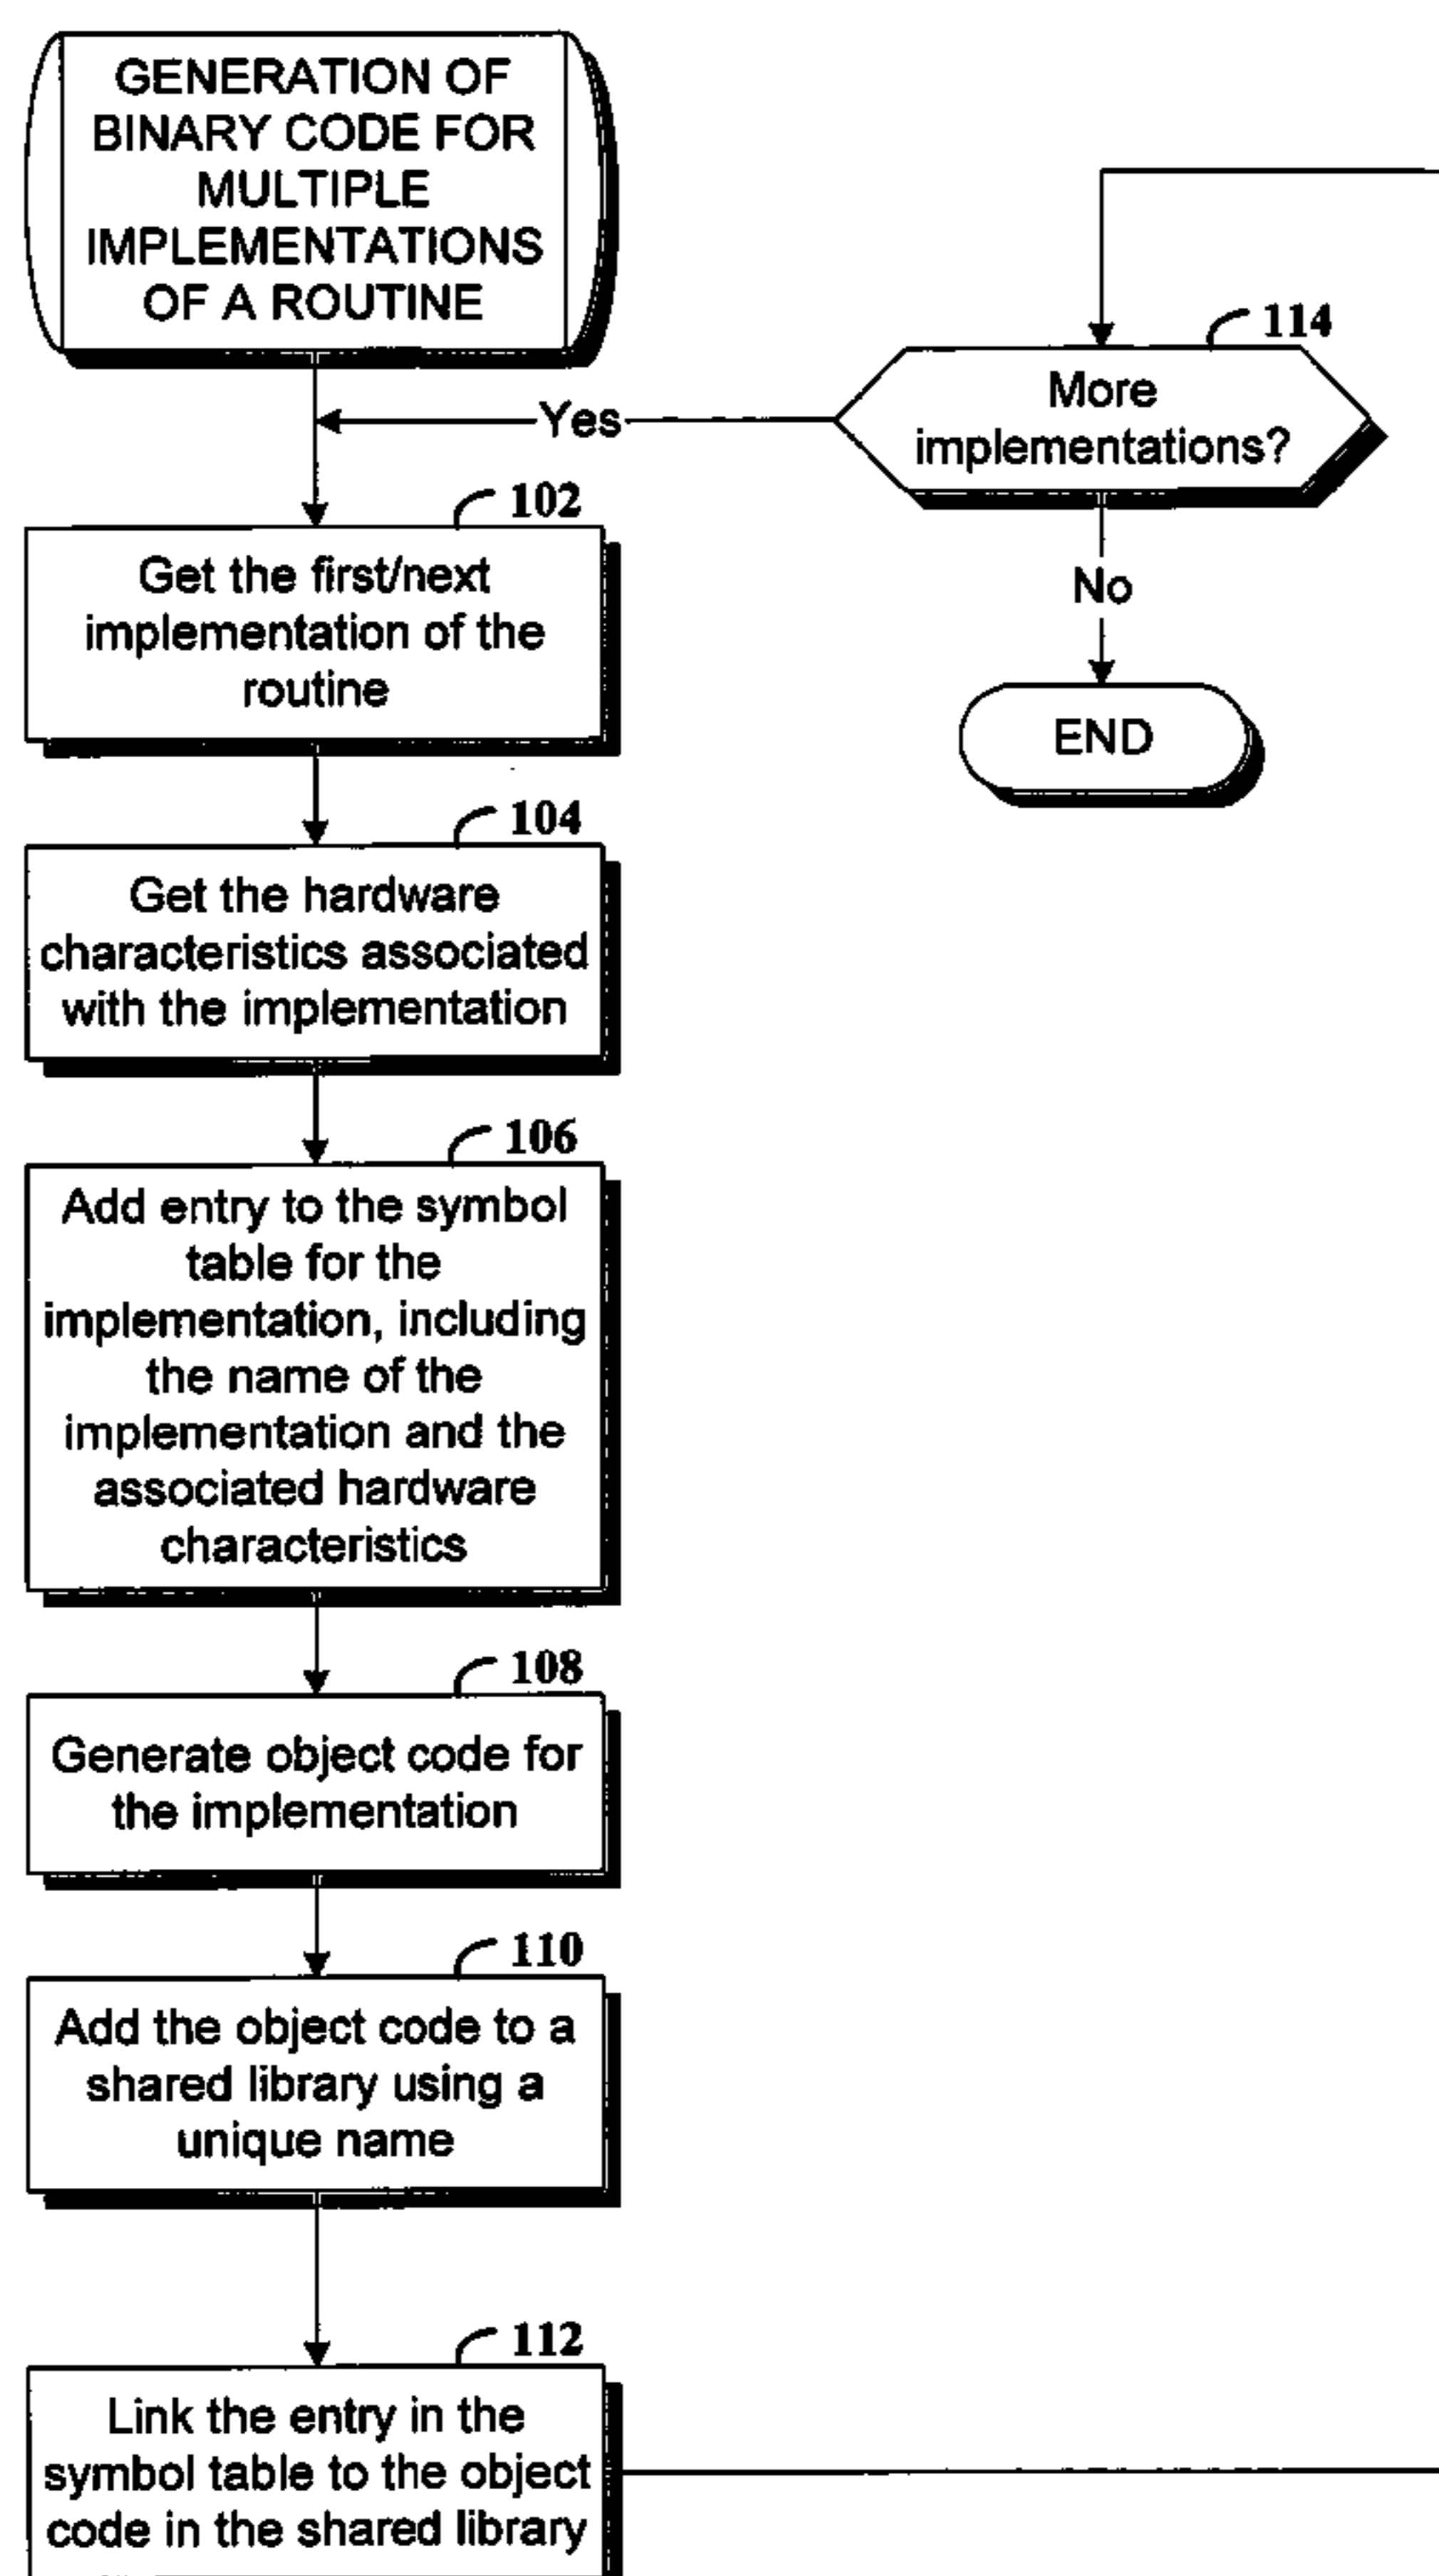 GENERATION OF
BINARY CODE FOR
MULTIPLE
IMPLEMENTATIONS
OF A ROUTINE
114
More
implementations?
Yes
No
END
102
Get the first/next
implementation of the
routine
104
Get the hardware
characteristics associated
with the implementation
106
Add entry to the symbol
table for the
implementation, including
the name of the
implementation and the
associated hardware
characteristics
108
Generate object code for
the implementation
110
Add the object code to a
shared library using a
unique name
112
Link the entry in the
symbol table to the object
code in the shared library